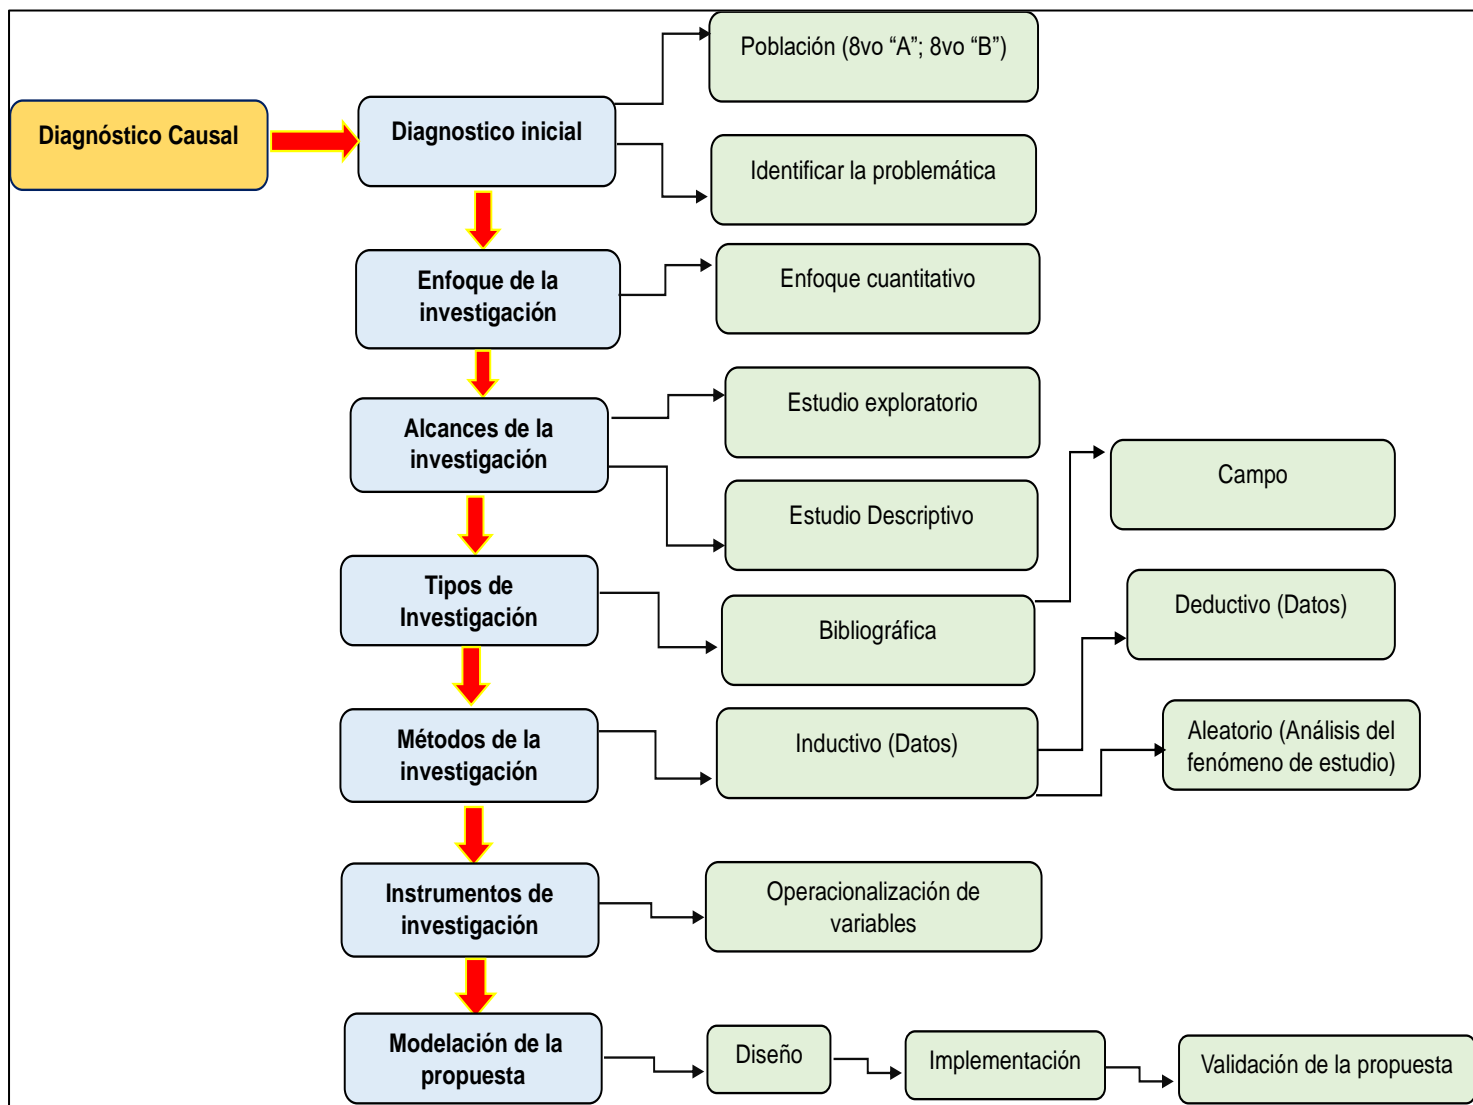 Diagnóstico Causal
Diagnostico inicial
Población (8vo “A”; 8vo “B”)
Identificar la problemática
Enfoque de la
investigación
Enfoque cuantitativo
Alcances de la
investigación
Estudio exploratorio
Estudio Descriptivo
Tipos de
Investigación
Bibliográfica
Campo
Métodos de la
investigación
Inductivo (Datos)
Deductivo (Datos)
Aleatorio (Análisis del
fenómeno de estudio)
Instrumentos de
investigación
Operacionalización de
variables
Modelación de la
propuesta
Diseño
Implementación
Validación de la propuesta